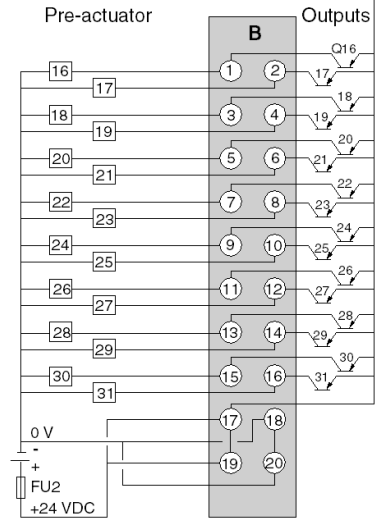 Pre-actuator B Outputs
Q16
16 1 2 17
17
18
18 3 4 19
19
20
20 5 6 21
21
22
22 7 8 23
23
24
24 9 10 25
25
26
26 11 12 27
27
28
28 13 14 29
29
30
30 15 16 31
31
17 18
0 V
-
+ 19 20
FU2
+24 VDC